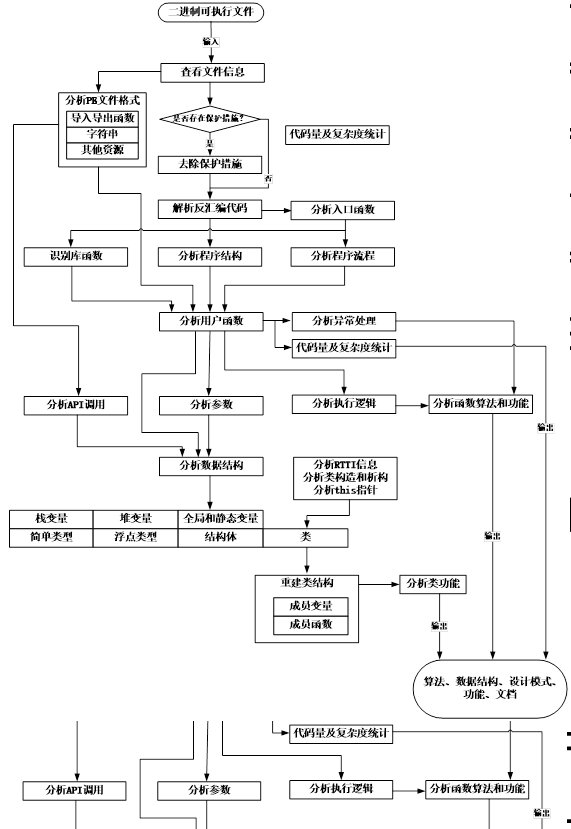 二进制可执行文件
输入
查看文件信息
分析PE文件格式
导入导出函数
字符串
其他资源
是否存在保护措施?
代码量及复杂度统计
是
去除保护措施
否
解析反汇编代码
分析入口函数
识别库函数
分析程序结构
分析程序流程
分析用户函数
分析异常处理
代码量及复杂度统计
分析API调用
分析参数
分析执行逻辑
分析函数算法和功能
输出
分析数据结构
分析RTTI信息
分析类构造和析构
分析this指针
栈变量
堆变量
全局和静态变量
简单类型
浮点类型
结构体
类
输出
重建类结构
成员变量
成员函数
分析类功能
输出
算法、数据结构、设计模式、
功能、文档
代码量及复杂度统计
分析API调用
分析参数
分析执行逻辑
分析函数算法和功能
输出